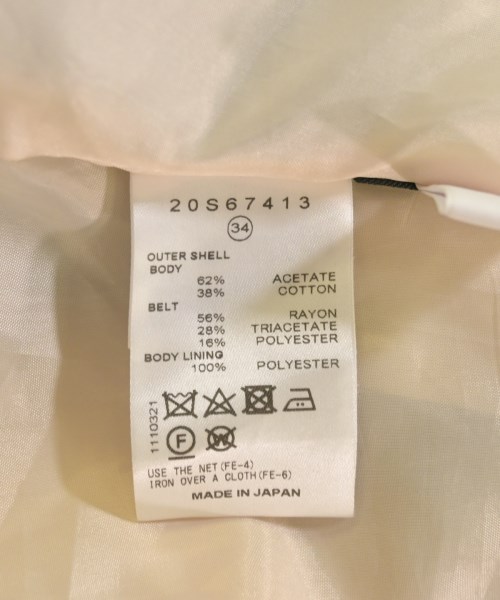 20S67413
34
OUTER SHELL
BODY
62% ACETATE
38% COTTON
BELT
56% RAYON
28% TRIACETATE
16% POLYESTER
BODY LINING
100% POLYESTER
1110321
F W
USE THE NET(FE-4)
IRON OVER A CLOTH(FE-6)
MADE IN JAPAN